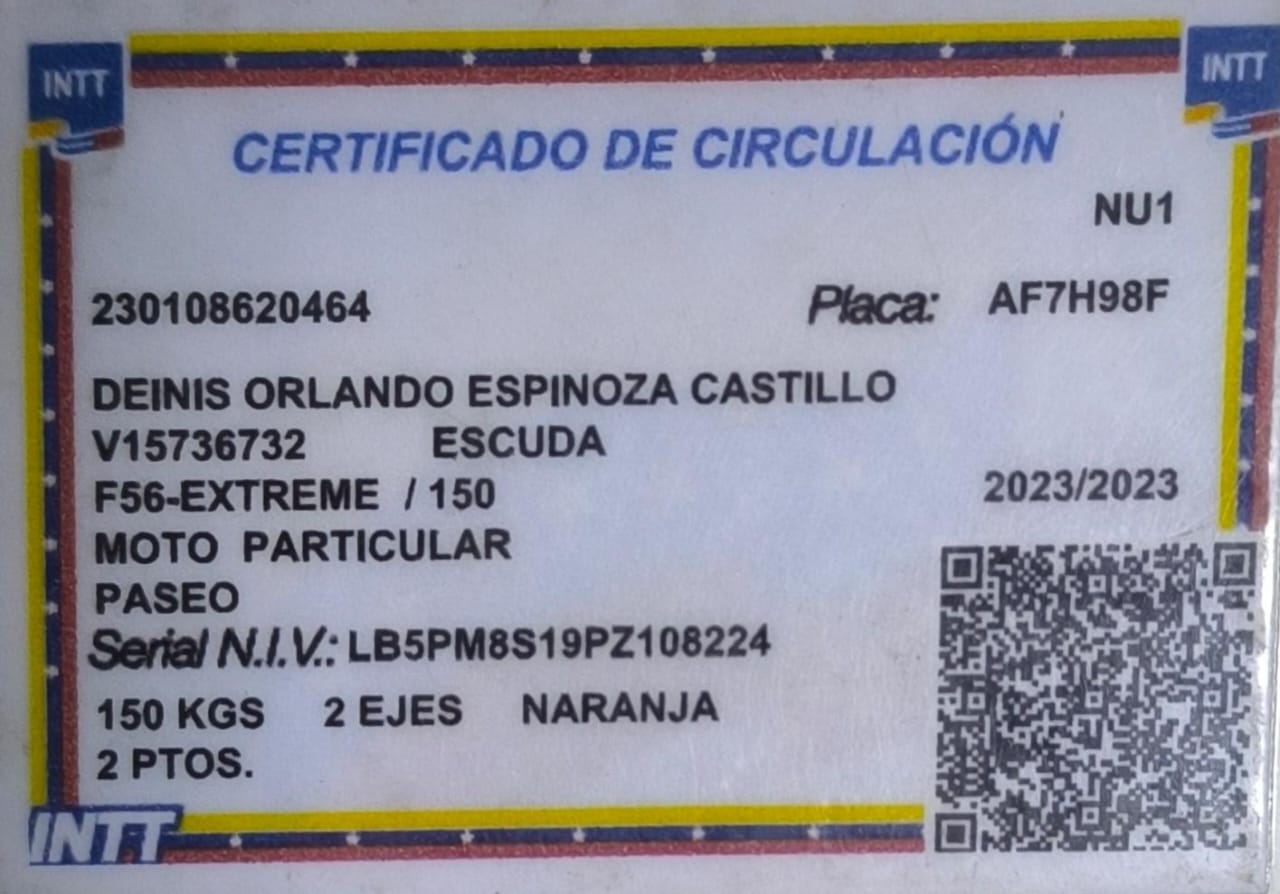 INTT
INTT
CERTIFICADO DE CIRCULACIÓN
NU1
230108620464 Placa: AF7H98F
DEINIS ORLANDO ESPINOZA CASTILLO
V15736732 ESCUDA
F56-EXTREME / 150 2023/2023
MOTO PARTICULAR
PASEO
Serial N.I.V.: LB5PM8S19PZ108224
150 KGS 2 EJES NARANJA
2 PTOS.
INTT